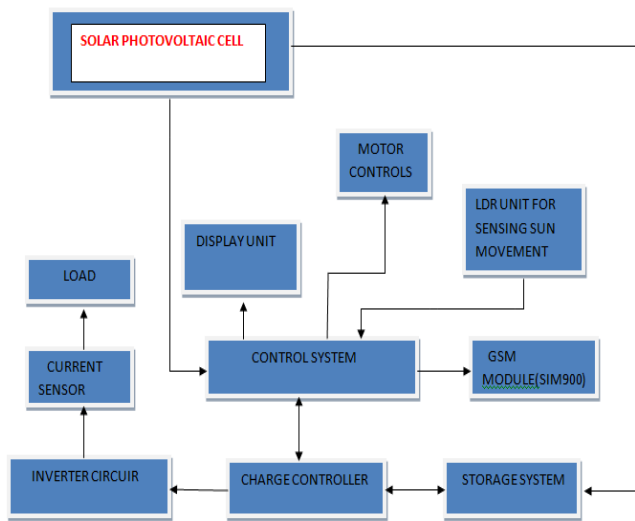 SOLAR PHOTOVOLTAIC CELL
MOTOR
CONTROLS
LDR UNIT FOR
SENSING SUN
MOVEMENT
DISPLAY UNIT
LOAD
CONTROL SYSTEM
GSM
MODULE(SIM900)
CURRENT
SENSOR
INVERTER CIRCUIR
CHARGE CONTROLLER
STORAGE SYSTEM